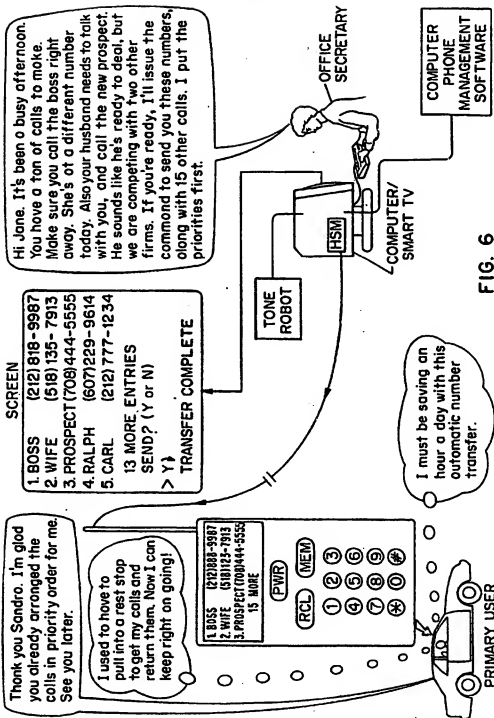 Thank you Sandra. I'm glad
you already arranged the
calls in priority order for me.
See you later.
I used to have to
pull into a rest stop
to get my calls and
return them. Now I can
keep right on going!
1. BOSS (212)888-9987
2. WIFE (518)123-7913
3. PROSPECT(708)444-5555
15 MORE
PWR
RCL MEM
1 2 3
4 5 6
7 8 9
* 0 #
PRIMARY USER
I must be saving an
hour a day with this
automatic number
transfer.
SCREEN
1. BOSS (212) 818-9987
2. WIFE (518) 135-7913
3. PROSPECT(708)444-5555
4. RALPH (607)229-9614
5. CARL (212) 777-1234
13 MORE ENTRIES
SEND? (Y or N)
> Y
TRANSFER COMPLETE
Hi Jane. It's been a busy afternoon.
You have a ton of calls to make.
Make sure you call the boss right
away. She's at a different number
today. Also your husband needs to talk
with you, and call the new prospect.
He sounds like he's ready to deal, but
we are competing with two other
firms. If you're ready, I'll issue the
command to send you these numbers,
along with 15 other calls. I put the
priorities first.
OFFICE
SECRETARY
TONE
ROBOT
HSM
COMPUTER/
SMART TV
COMPUTER
PHONE
MANAGEMENT
SOFTWARE
FIG. 6